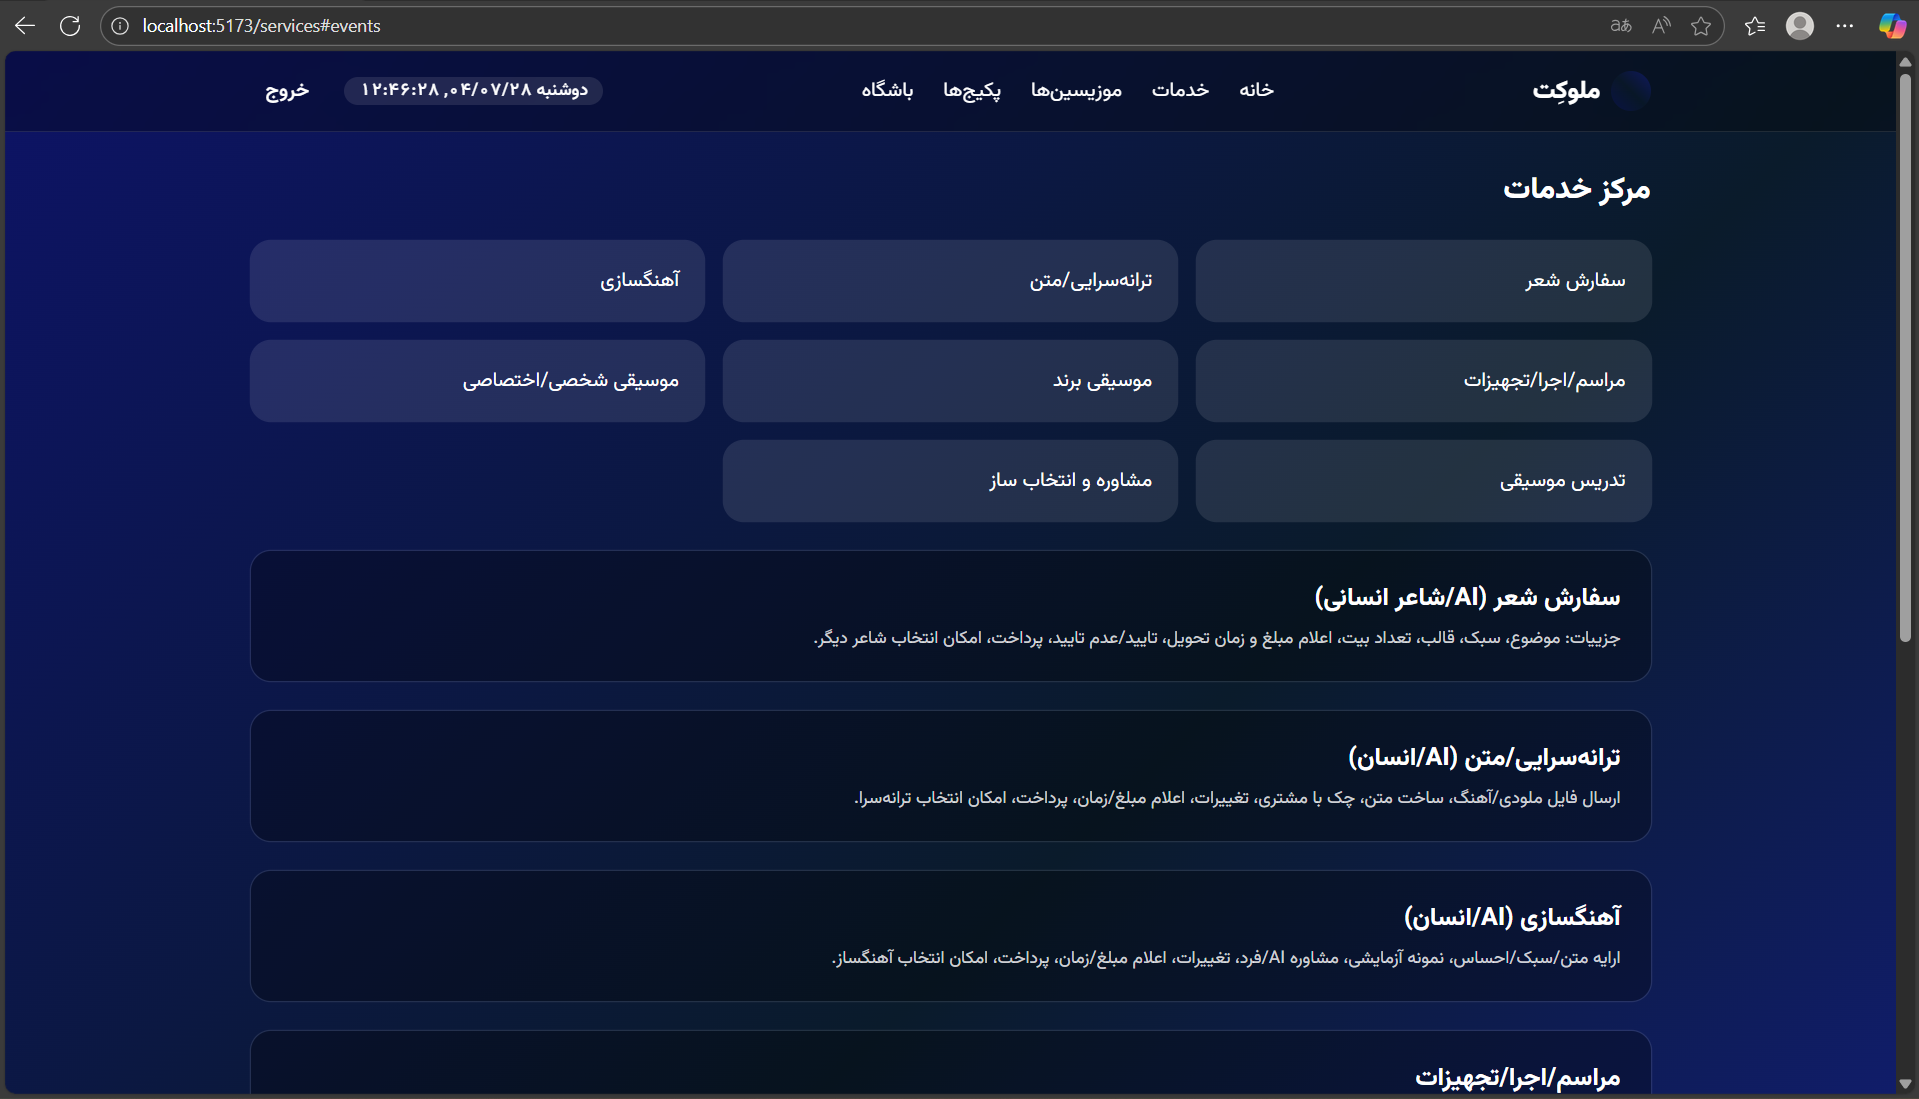 localhost:5173/services#events
ملوکِت
خانه
خدمات
موزیسین‌ها
پکیج‌ها
باشگاه
دوشنبه ۰۴/۰۷/۲۸, ۱۲:۴۶:۲۸
خروج
مرکز خدمات
سفارش شعر
ترانه‌سرایی/متن
آهنگسازی
مراسم/اجرا/تجهیزات
موسیقی برند
موسیقی شخصی/اختصاصی
تدریس موسیقی
مشاوره و انتخاب ساز
سفارش شعر (AI/شاعر انسانی)
جزییات: موضوع، سبک، قالب، تعداد بیت، اعلام مبلغ و زمان تحویل، تایید/عدم تایید، پرداخت، امکان انتخاب شاعر دیگر.
ترانه‌سرایی/متن (AI/انسان)
ارسال فایل ملودی/آهنگ، ساخت متن، چک با مشتری، تغییرات، اعلام مبلغ/زمان، پرداخت، امکان انتخاب ترانه‌سرا.
آهنگسازی (AI/انسان)
ارایه متن/سبک/احساس، نمونه آزمایشی، مشاوره AI/فرد، تغییرات، اعلام مبلغ/زمان، پرداخت، امکان انتخاب آهنگساز.
مراسم/اجرا/تجهیزات